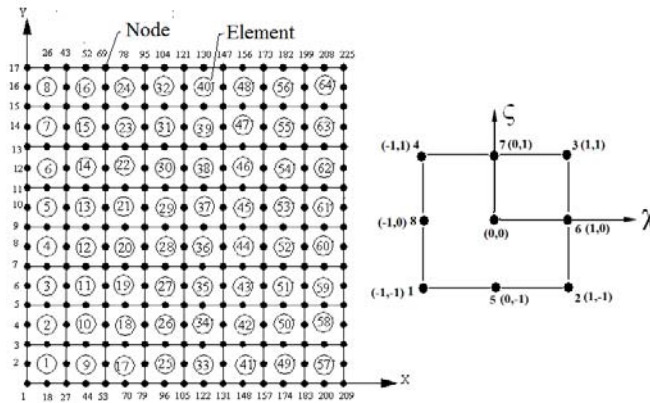 Y
Node
Element
26 43 52 69 78 95 104 121 130 147 156 173 182 199 208 225
17
16 8 16 24 32 40 48 56 64
15
14 7 15 23 31 39 47 55 63
13
12 6 14 22 30 38 46 54 62
11
10 5 13 21 29 37 45 53 61
9
8 4 12 20 28 36 44 52 60
7
6 3 11 19 27 35 43 51 59
5
4 2 10 18 26 34 42 50 58
3
2 1 9 17 25 33 41 49 57
X
1 18 27 44 53 70 79 96 105 122 131 148 157 174 183 200 209
ζ
(-1,1) 4 7 (0,1) 3 (1,1)
(-1,0) 8 (0,0) 6 (1,0) λ
(-1,-1) 1 5 (0,-1) 2 (1,-1)